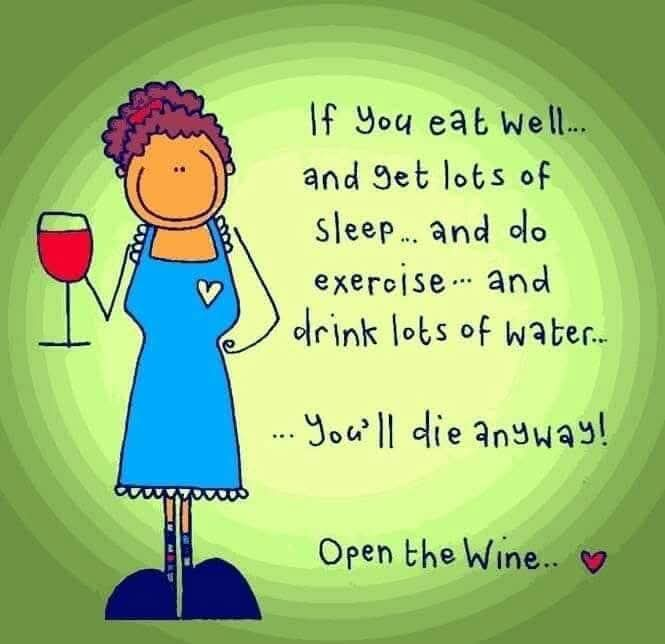 If you eat well...
and get lots of
sleep... and do
exercise... and
drink lots of water...
... you'll die anyway!
Open the Wine..